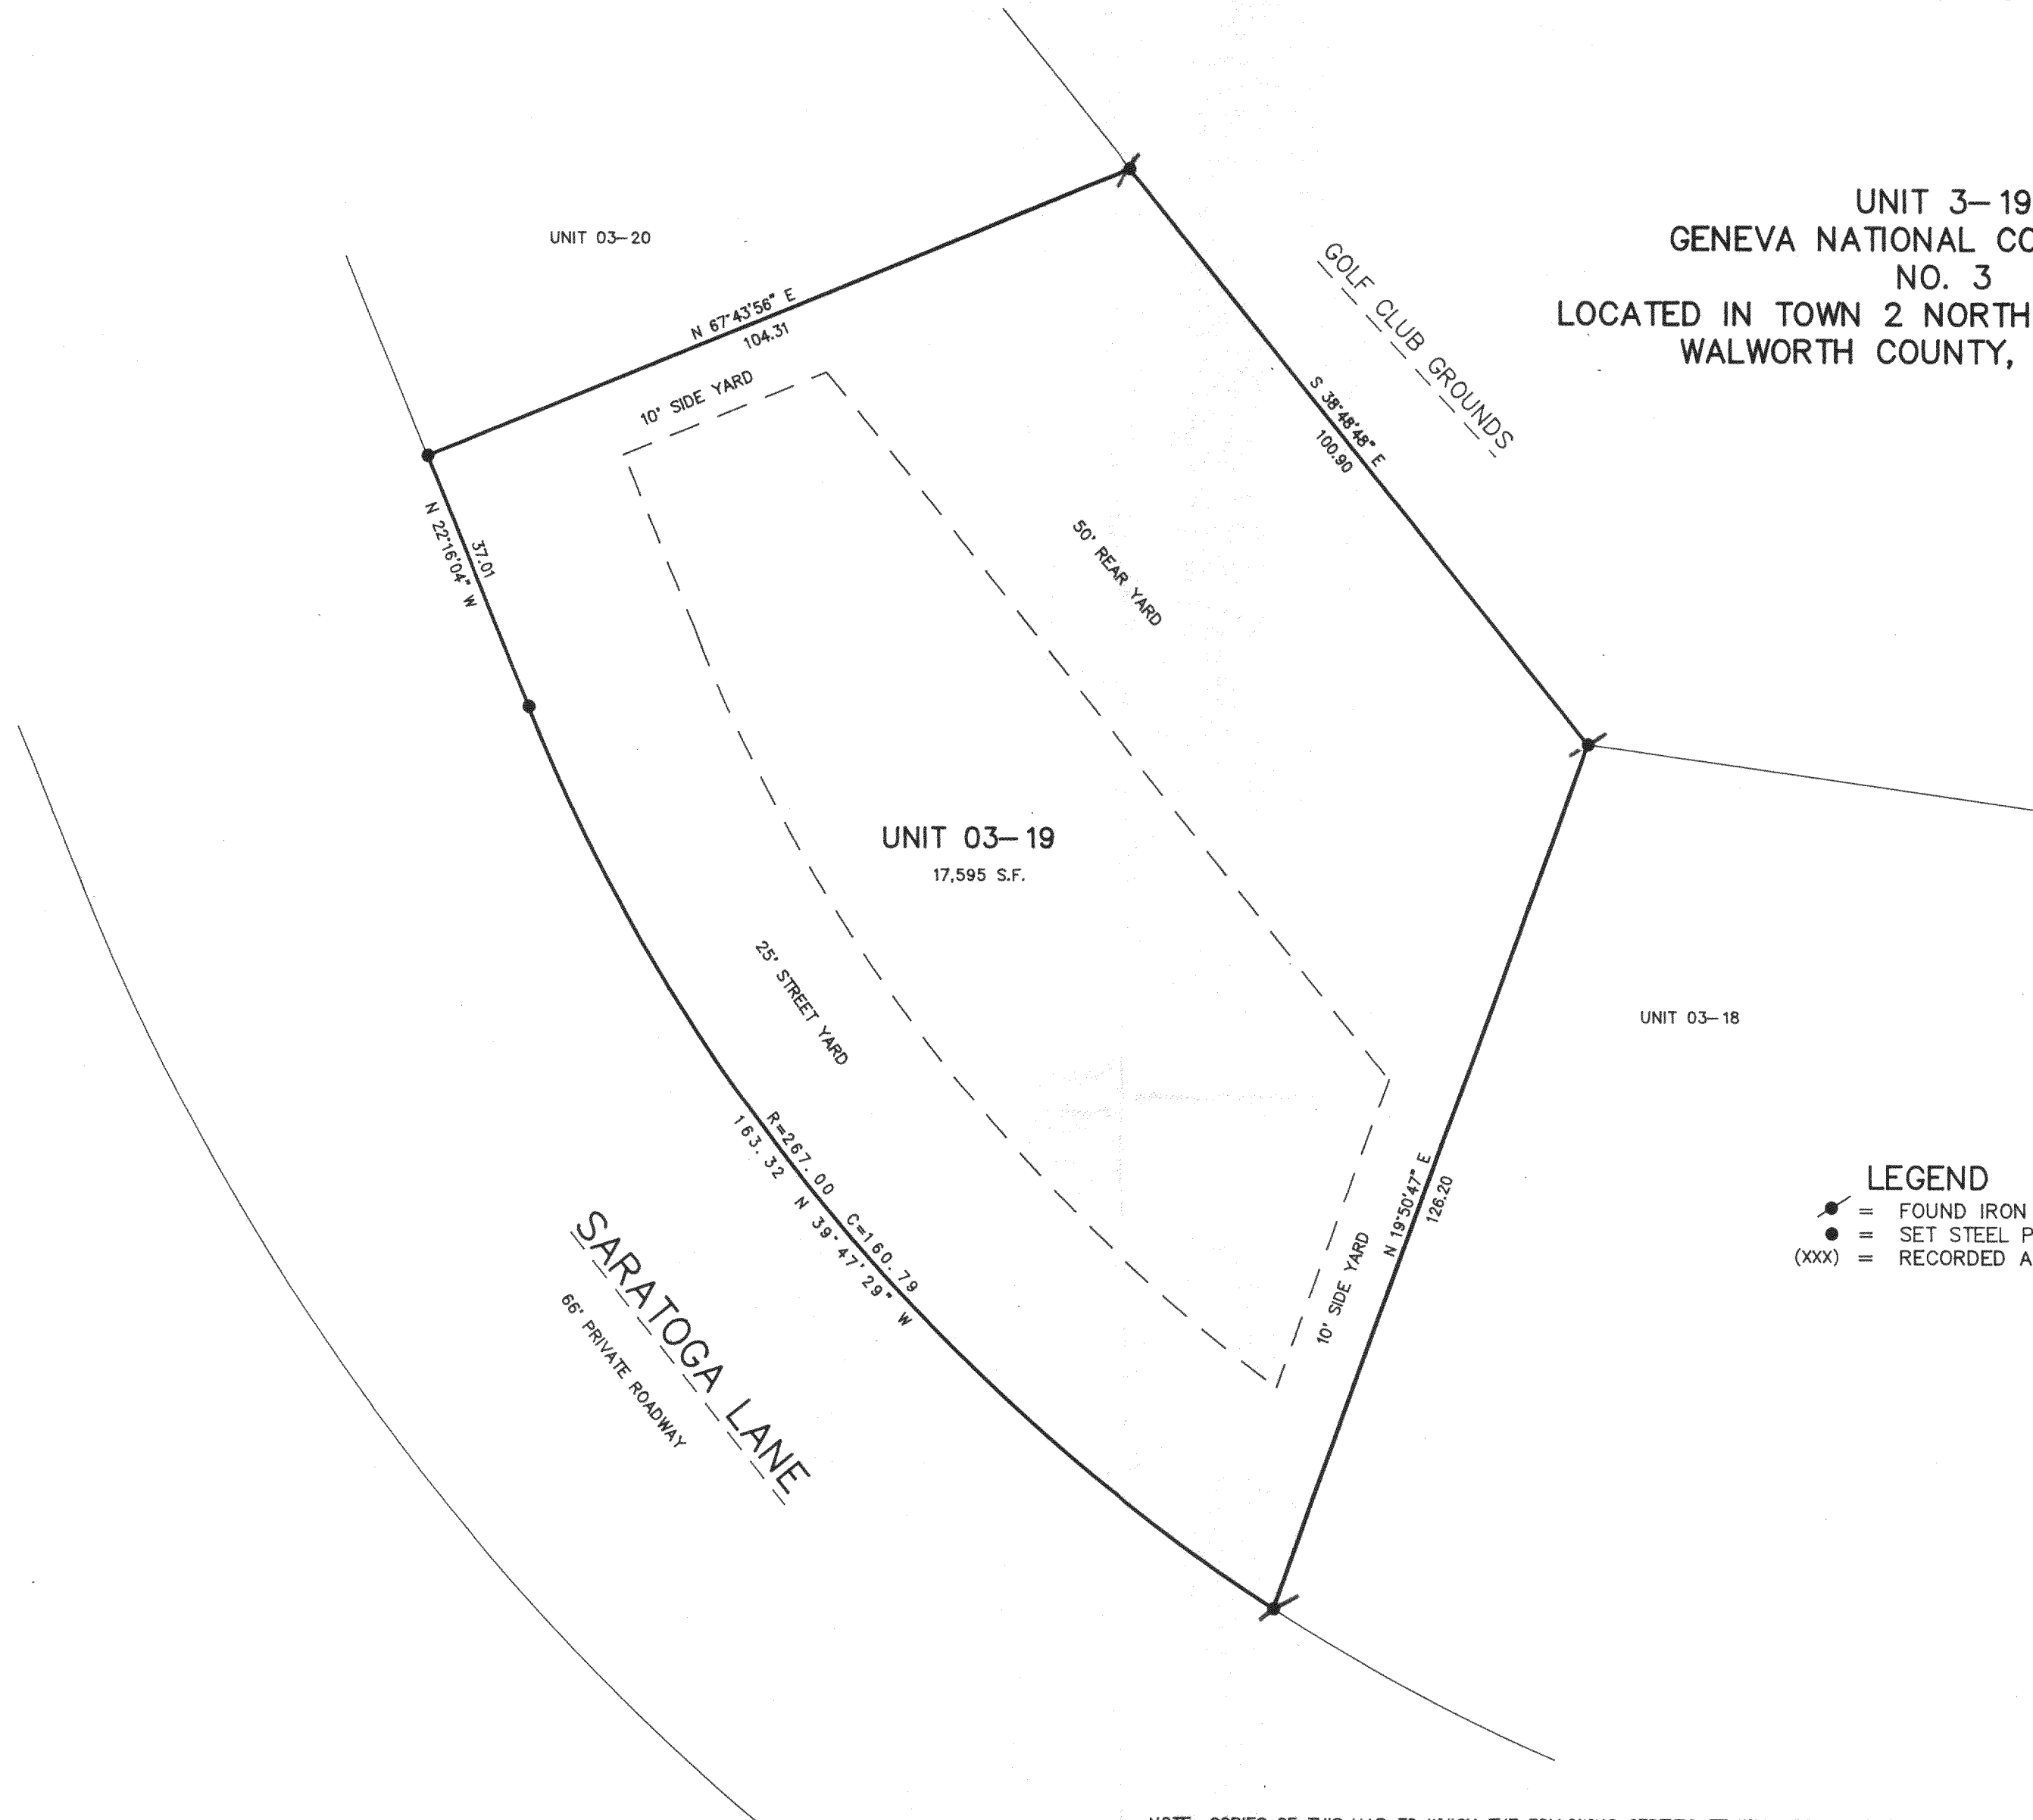 UNIT 3-19
GENEVA NATIONAL
NO. 3
LOCATED IN TOWN 2 NORTH
WALWORTH COUNTY,
UNIT 03-20
N 67°43'56" E
104.31
10' SIDE YARD
GOLF CLUB GROUNDS
S 38°48'48" E
100.90
37.01
N 22°16'04" W
50' REAR YARD
UNIT 03-19
17,595 S.F.
25' STREET YARD
UNIT 03-18
R=267.00 C=160.79
163.32 N 39°47'29" W
N 19°50'47" E
126.20
10' SIDE YARD
SARATOGA LANE
66' PRIVATE ROADWAY
LEGEND
= FOUND IRON
= SET STEEL P
(XXX) = RECORDED A